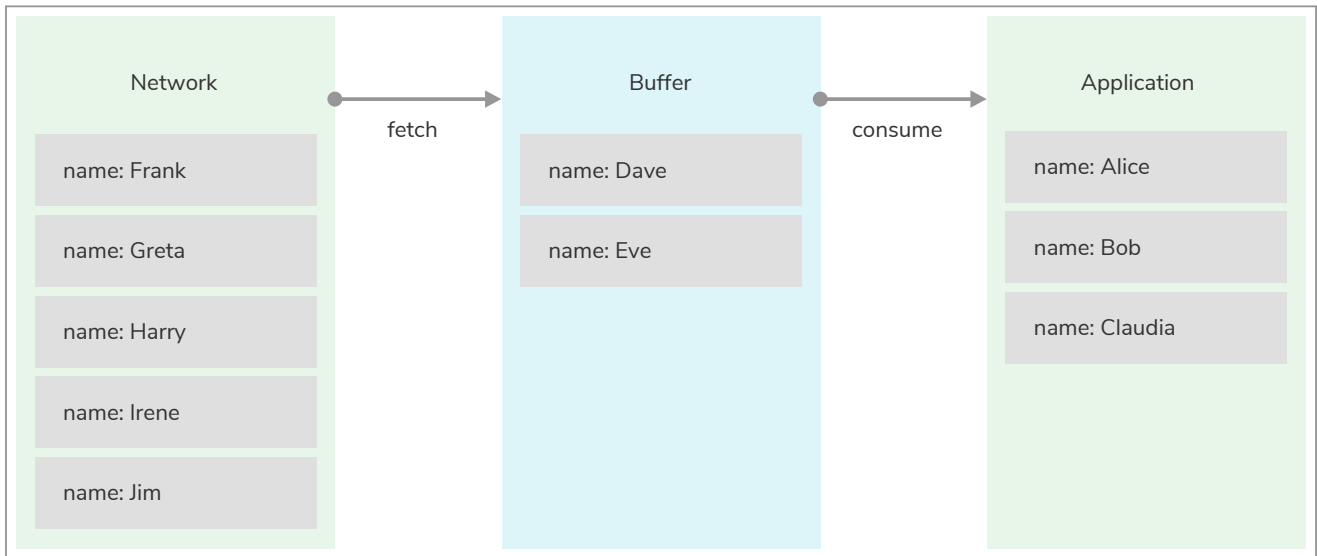 Network
name: Frank
name: Greta
name: Harry
name: Irene
name: Jim
fetch
Buffer
name: Dave
name: Eve
consume
Application
name: Alice
name: Bob
name: Claudia